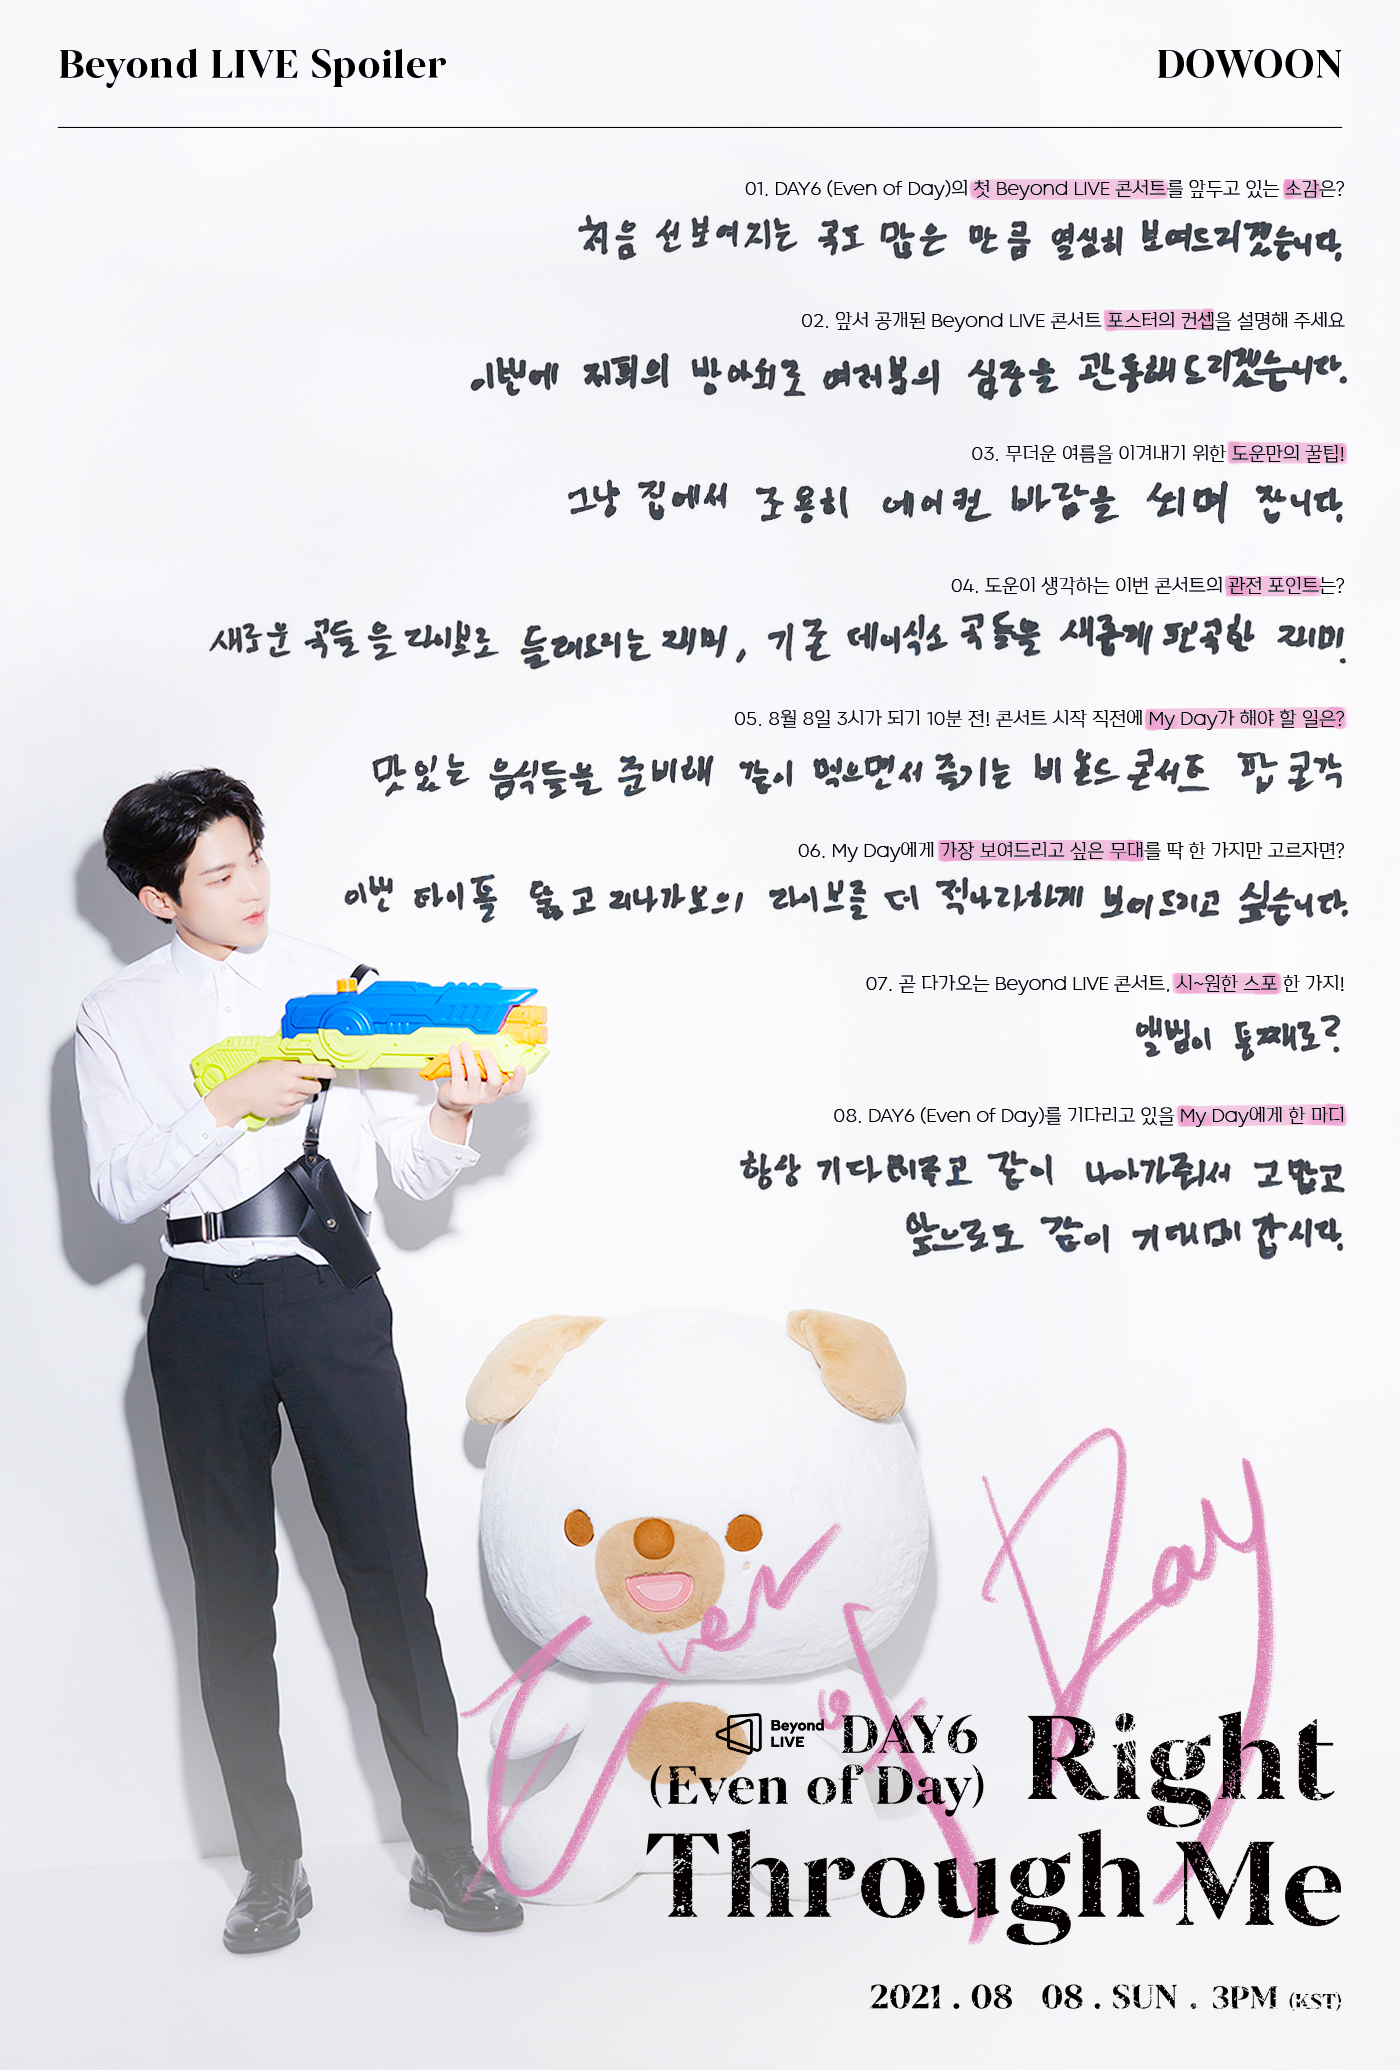 Beyond LIVE Spoiler
DOWOON
01. DAY6 (Even of Day)의 첫 Beyond LIVE 콘서트를 앞두고 있는 소감은?
처음 선보여지는 곡도 많은 만큼 열심히 보여드리겠습니다.
02. 앞서 공개된 Beyond LIVE 콘서트 포스터의 컨셉을 설명해 주세요
이번에 찌릿의 방아쇠로 여러분의 심장을 관통해드리겠습니다.
03. 무더운 여름을 이겨내기 위한 도운만의 꿀팁!
그냥 집에서 조용히 에어컨 바람을 쐬며 잔니다.
04. 도운이 생각하는 이번 콘서트의 관전 포인트는?
새로운 곡들을 라이브로 들려드리는 재미, 기존 데이식스 곡들을 새롭게 편곡한 재미.
05. 8월 8일 3시가 되기 10분 전! 콘서트 시작 직전에 My Day가 해야 할 일은?
맛있는 음식들을 준비해 같이 먹으면서 즐기는 비욘드 콘서트 팝콘각
06. My Day에게 가장 보여드리고 싶은 무대를 딱 한 가지만 고르자면?
이번 타이틀 뚫고 지나가요의 라이브를 더 적나라하게 보여드리고 싶습니다.
07. 곧 다가오는 Beyond LIVE 콘서트, 시~원한 스포 한 가지!
앨범이 통째로?
08. DAY6 (Even of Day)를 기다리고 있을 My Day에게 한 마디
항상 기다려주고 같이 나아가줘서 고맙고
앞으로도 같이 기대며 갑시다.
Even of Day
Beyond LIVE
DAY6
(Even of Day)
Right
Through Me
2021 . 08 08 . SUN . 3PM (KST)